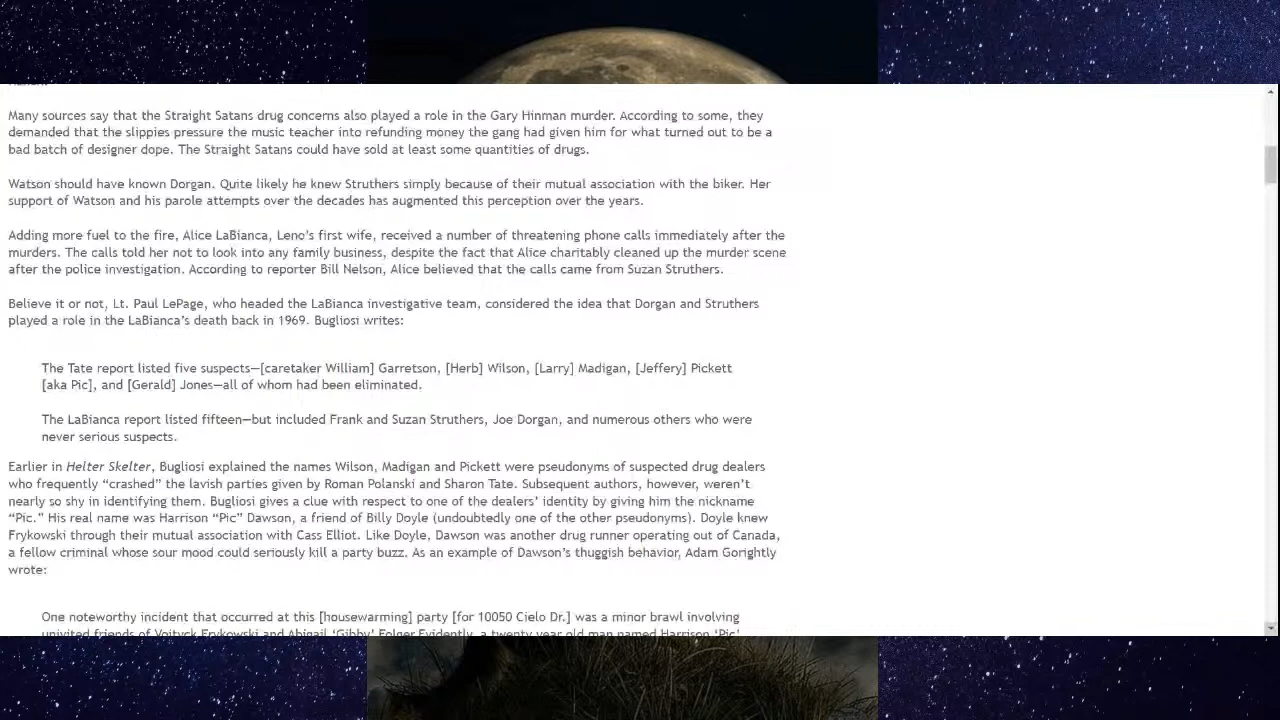 Many sources say that the Straight Satans drug concerns also played a role in the Gary Hinman murder. According to some, they
demanded that the slippies pressure the music teacher into refunding money the gang had given him for what turned out to be a
bad batch of designer dope. The Straight Satans could have sold at least some quantities of drugs.
Watson should have known Dorgan. Quite likely he knew Struthers simply because of their mutual association with the biker. Her
support of Watson and his parole attempts over the decades has augmented this perception over the years.
Adding more fuel to the fire, Alice LaBianca, Leno's first wife, received a number of threatening phone calls immediately after the
murders. The calls told her not to look into any family business, despite the fact that Alice charitably cleaned up the murder scene
after the police investigation. According to reporter Bill Nelson, Alice believed that the calls came from Suzan Struthers.
Believe it or not, Lt. Paul LePage, who headed the LaBianca investigative team, considered the idea that Dorgan and Struthers
played a role in the LaBianca's death back in 1969. Bugliosi writes:
The Tate report listed five suspects—[caretaker William] Garretson, [Herb] Wilson, [Larry] Madigan, [Jeffery] Pickett
[aka Pic], and [Gerald] Jones—all of whom had been eliminated.
The LaBianca report listed fifteen—but included Frank and Suzan Struthers, Joe Dorgan, and numerous others who were
never serious suspects.
Earlier in Helter Skelter, Bugliosi explained the names Wilson, Madigan and Pickett were pseudonyms of suspected drug dealers
who frequently "crashed" the lavish parties given by Roman Polanski and Sharon Tate. Subsequent authors, however, weren't
nearly so shy in identifying them. Bugliosi gives a clue with respect to one of the dealers' identity by giving him the nickname
"Pic." His real name was Harrison "Pic" Dawson, a friend of Billy Doyle (undoubtedly one of the other pseudonyms). Doyle knew
Frykowski through their mutual association with Cass Elliot. Like Doyle, Dawson was another drug runner operating out of Canada,
a fellow criminal whose sour mood could seriously kill a party buzz. As an example of Dawson's thuggish behavior, Adam Gorightly
wrote:
One noteworthy incident that occurred at this [housewarming] party [for 10050 Cielo Dr.] was a minor brawl involving
univited friends of Voityck Frykowski and Abigail 'Gibby' Folger.Evidently, a twenty year old man named Harrison 'Pic'